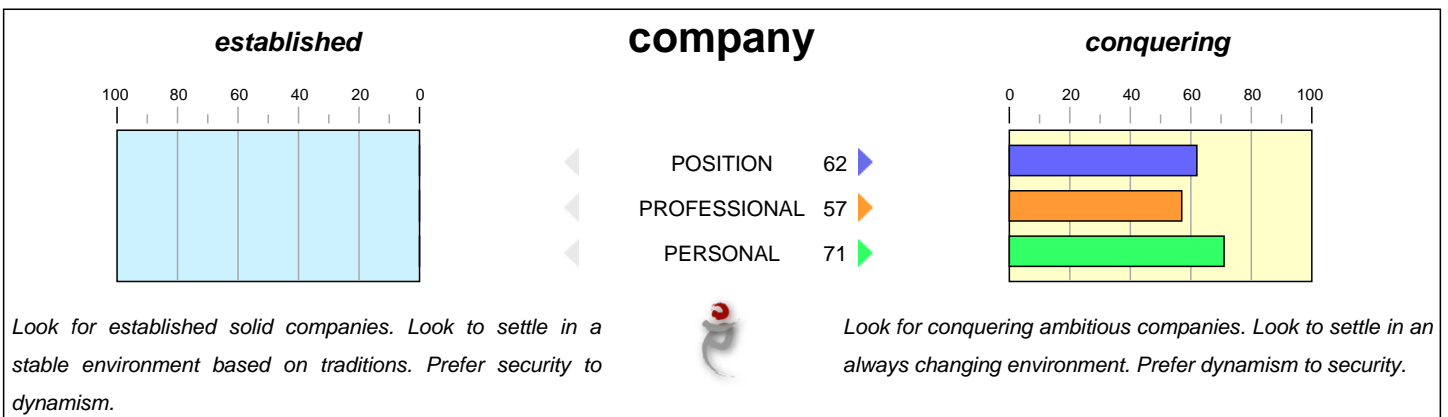 established company conquering
100 80 60 40 20 0 0 20 40 60 80 100
POSITION 62
PROFESSIONAL 57
PERSONAL 71
Look for established solid companies. Look to settle in a
stable environment based on traditions. Prefer security to
dynamism.
Look for conquering ambitious companies. Look to settle in an
always changing environment. Prefer dynamism to security.